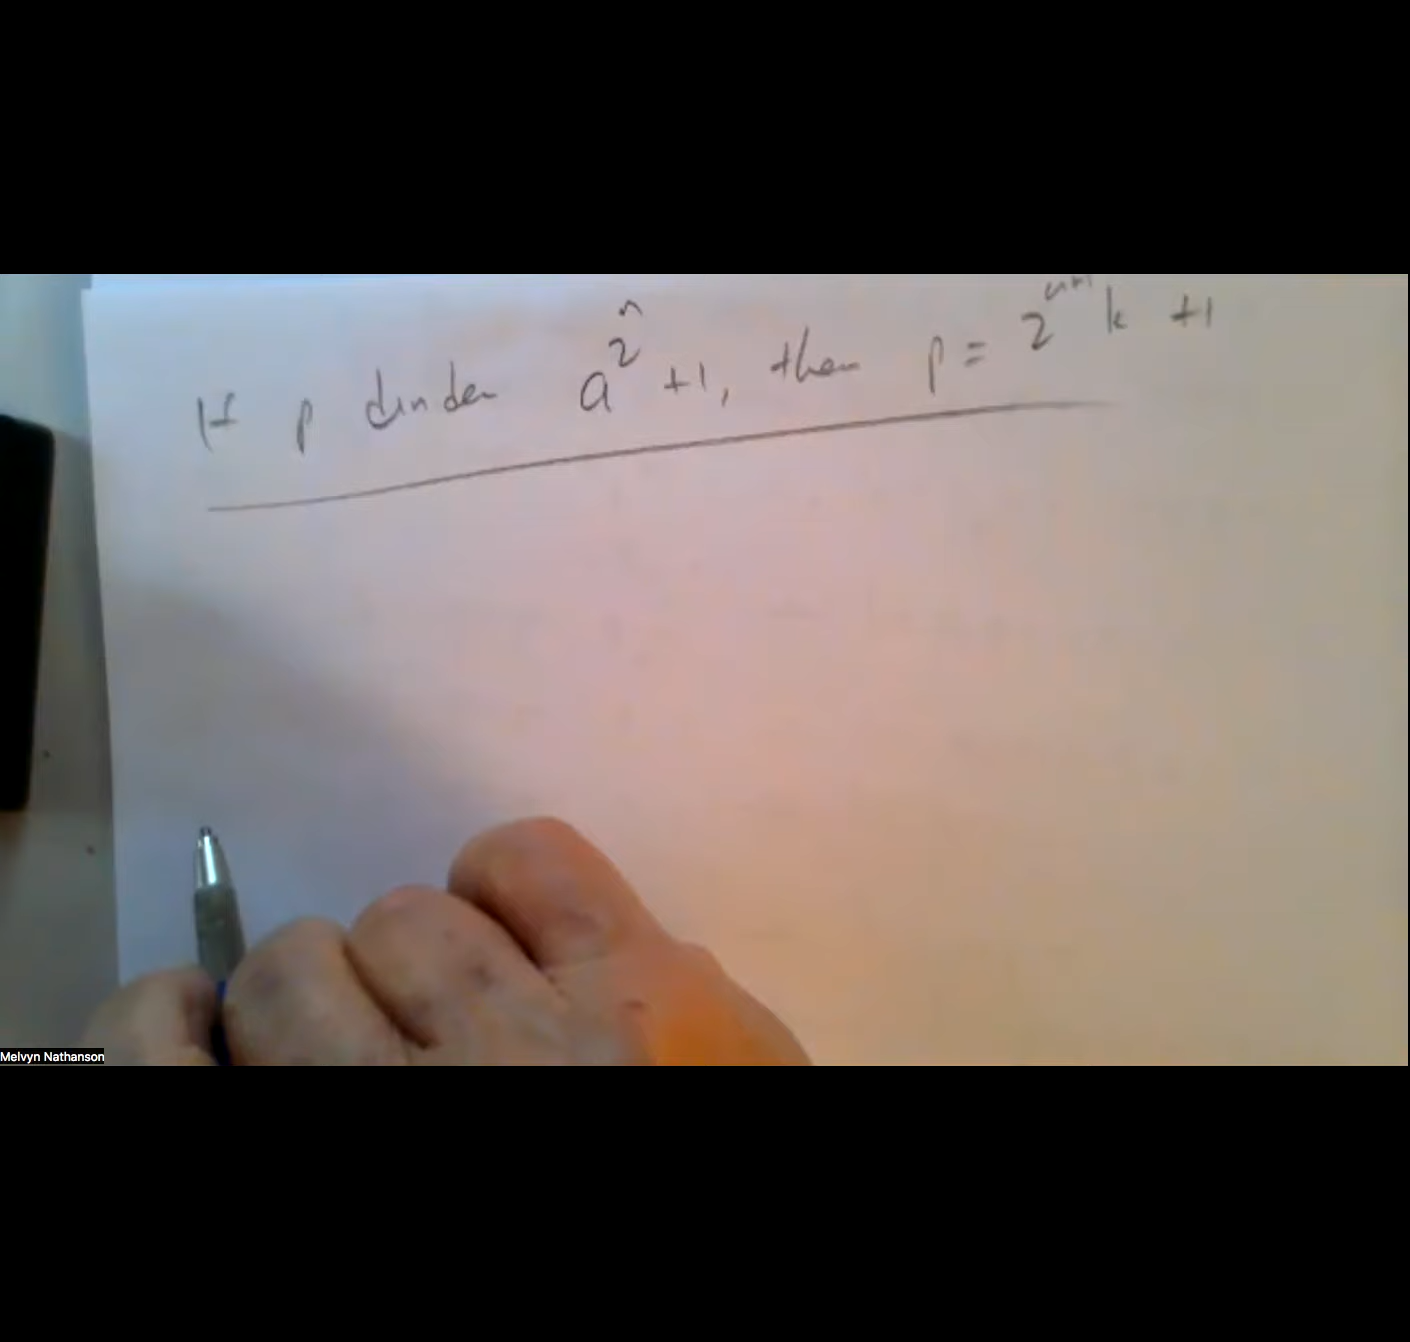 If p divides a^{2^n} +1, then p = 2^{n+1} k +1
Melvyn Nathanson